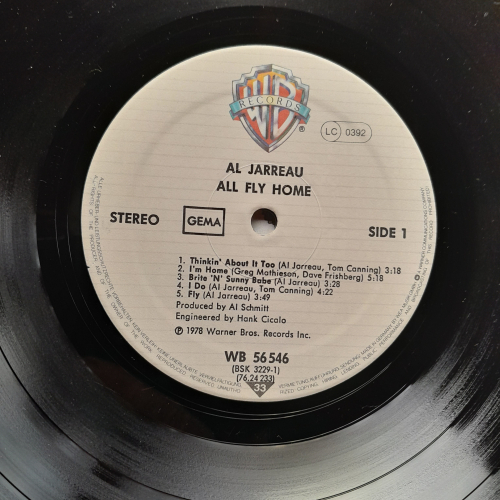 WB
RECORDS
®
LC 0392
AL JARREAU
ALL FLY HOME
STEREO
GEMA
SIDE 1
1. Thinkin' About It Too (Al Jarreau, Tom Canning) 3:18
2. I'm Home (Greg Mathieson, Dave Frishberg) 5:18
3. Brite 'N' Sunny Babe (Al Jarreau) 3:28
4. I Do (Al Jarreau, Tom Canning) 4:22
5. Fly (Al Jarreau) 3:49
Produced by Al Schmitt
Engineered by Hank Cicalo
℗ 1978 Warner Bros. Records Inc.
WB 56 546
(BSK 3229-1)
(76.24 233)
33